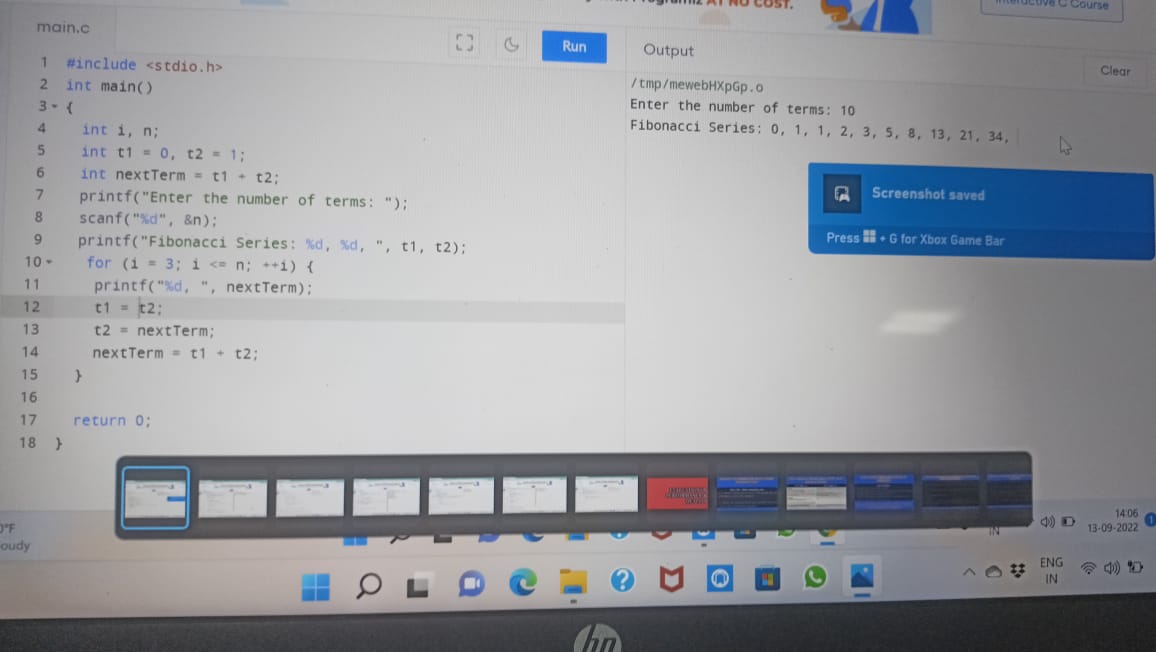 AT NO COST.
Interactive C Course
main.c
Run
Output
Clear
1 #include <stdio.h>
2 int main()
3 {
4 int i, n;
5 int t1 = 0, t2 = 1;
6 int nextTerm = t1 + t2;
7 printf("Enter the number of terms: ");
8 scanf("%d", &n);
9 printf("Fibonacci Series: %d, %d, ", t1, t2);
10 for (i = 3; i <= n; ++i) {
11 printf("%d, ", nextTerm);
12 t1 = t2;
13 t2 = nextTerm;
14 nextTerm = t1 + t2;
15 }
16
17 return 0;
18 }
/tmp/mewebHXpGp.o
Enter the number of terms: 10
Fibonacci Series: 0, 1, 1, 2, 3, 5, 8, 13, 21, 34,
Screenshot saved
Press + G for Xbox Game Bar
°F
oudy
IN
14:06
13-09-2022
1
ENG
IN
hp